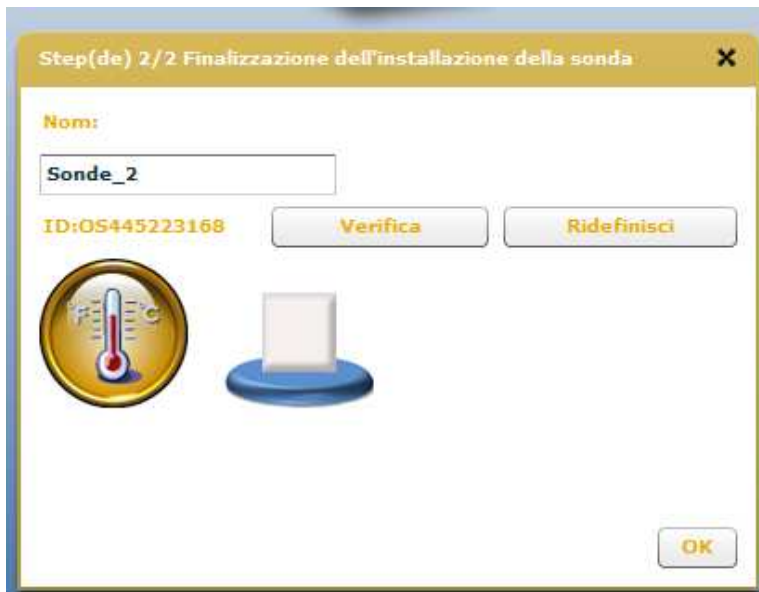 Step(de) 2/2 Finalizzazione dell'installazione della sonda
Nom:
Sonde_2
ID:OS445223168 Verifica Ridefinisci
°F °C
OK